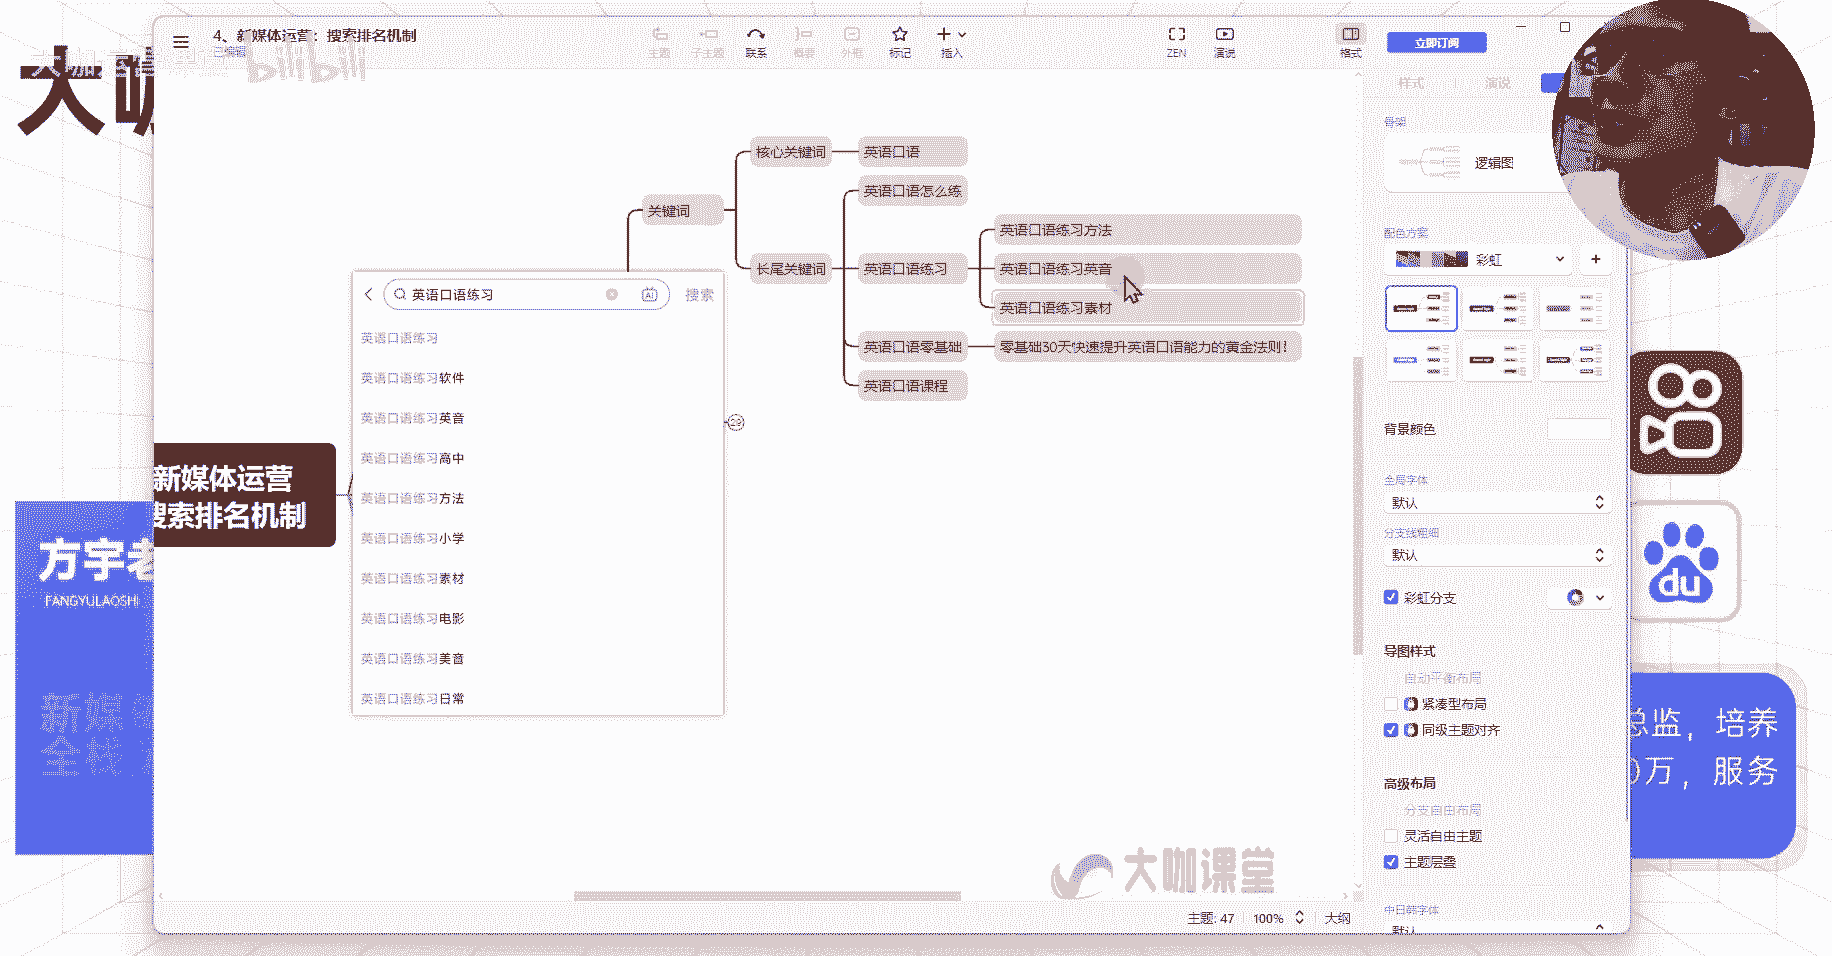 4、新媒体运营：搜索排名机制
已编辑
bilibili
大咖
主题
子主题
联系
概要
外框
标记
插入
ZEN
演说
格式
立即订阅
样式
演说
骨架
逻辑图
配色方案
彩虹
背景颜色
全局字体
默认
分支线粗细
默认
彩虹分支
导图样式
自动平衡布局
紧凑型布局
同级主题对齐
高级布局
分支自由布局
灵活自由主题
主题层叠
中日韩字体
默认
关键词
核心关键词
英语口语
长尾关键词
英语口语怎么练
英语口语练习
英语口语练习方法
英语口语练习英音
英语口语练习素材
英语口语零基础
零基础30天快速提升英语口语能力的黄金法则！
英语口语课程
英语口语练习
AI
搜索
英语口语练习
英语口语练习软件
英语口语练习英音
英语口语练习高中
英语口语练习方法
英语口语练习小学
英语口语练习素材
英语口语练习电影
英语口语练习美音
英语口语练习日常
新媒体运营
搜索排名机制
方宇老
FANGYULAOSHI
新媒
全栈
du
总监，培养
0万，服务
大咖课堂
主题: 47
100%
大纲